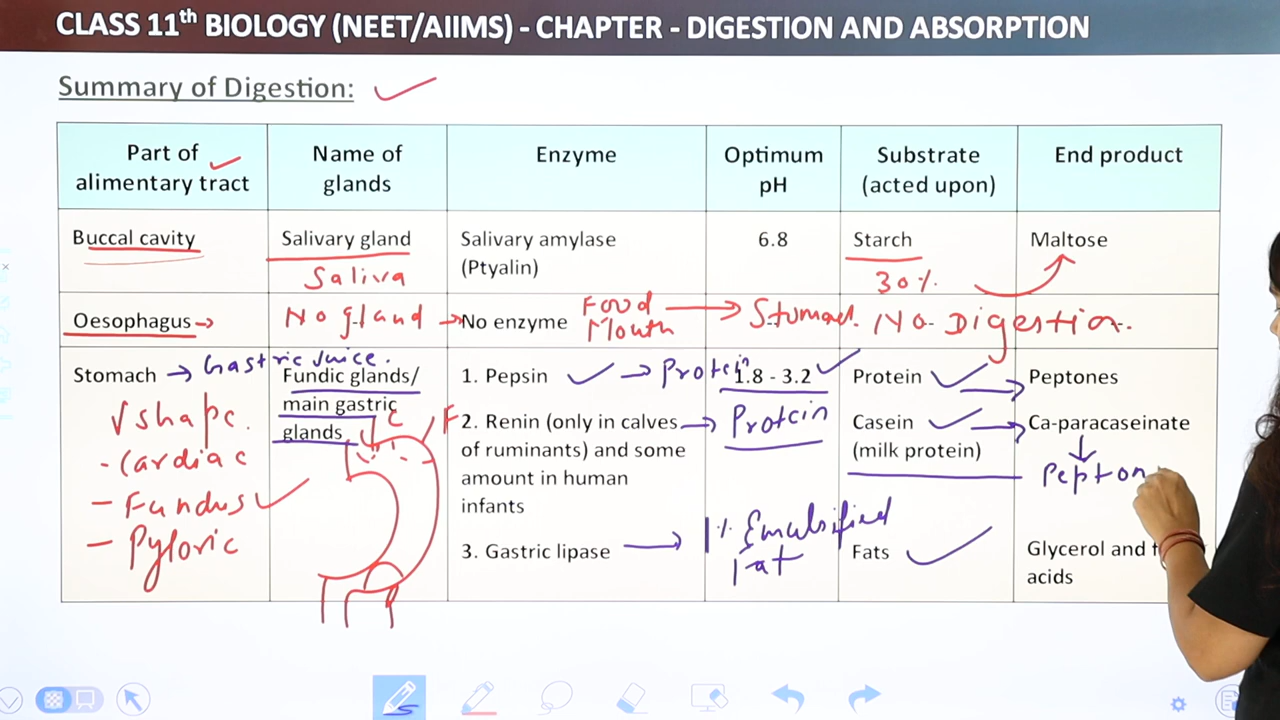 CLASS 11th BIOLOGY (NEET/AIIMS) - CHAPTER - DIGESTION AND ABSORPTION
Summary of Digestion:
Part of alimentary tract
Name of glands
Enzyme
Optimum pH
Substrate (acted upon)
End product
Buccal cavity
Salivary gland
Saliva
Salivary amylase
(Ptyalin)
6.8
Starch
30%
Maltose
Oesophagus
No gland
No enzyme
Food
Mouth
Stomach.
No Digestion.
Stomach
Gastric Juice.
J shape.
- Cardiac
- Fundus
- Pyloric
Fundic glands/
main gastric
glands
C
F
1. Pepsin
Protein
1.8 - 3.2
Protein
Peptones
2. Renin (only in calves
of ruminants) and some
amount in human
infants
Protein
Casein
(milk protein)
Ca-paracaseinate
Pepton
3. Gastric lipase
1% Emulsified
Fat
Fats
Glycerol and
acids